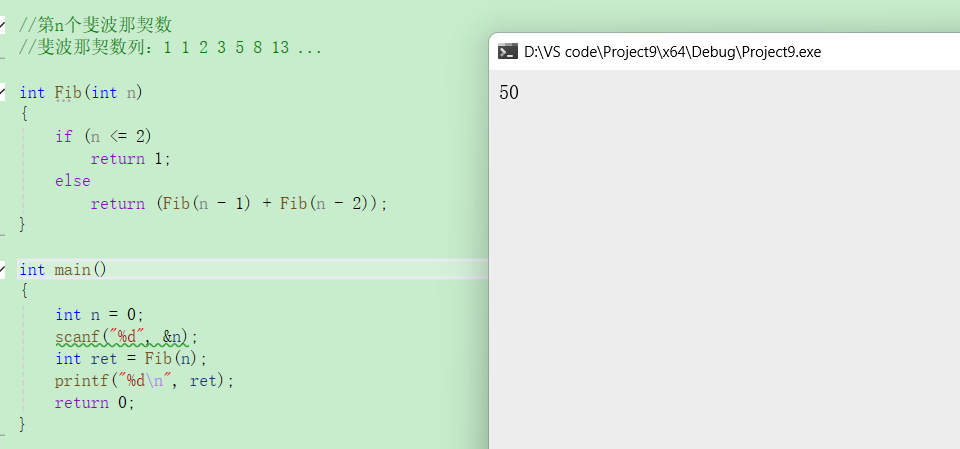 //第n个斐波那契数
//斐波那契数列：1 1 2 3 5 8 13 ...
int Fib(int n)
{
if (n <= 2)
return 1;
else
return (Fib(n - 1) + Fib(n - 2));
}
int main()
{
int n = 0;
scanf("%d", &n);
int ret = Fib(n);
printf("%d\n", ret);
return 0;
}
D:\VS code\Project9\x64\Debug\Project9.exe
50